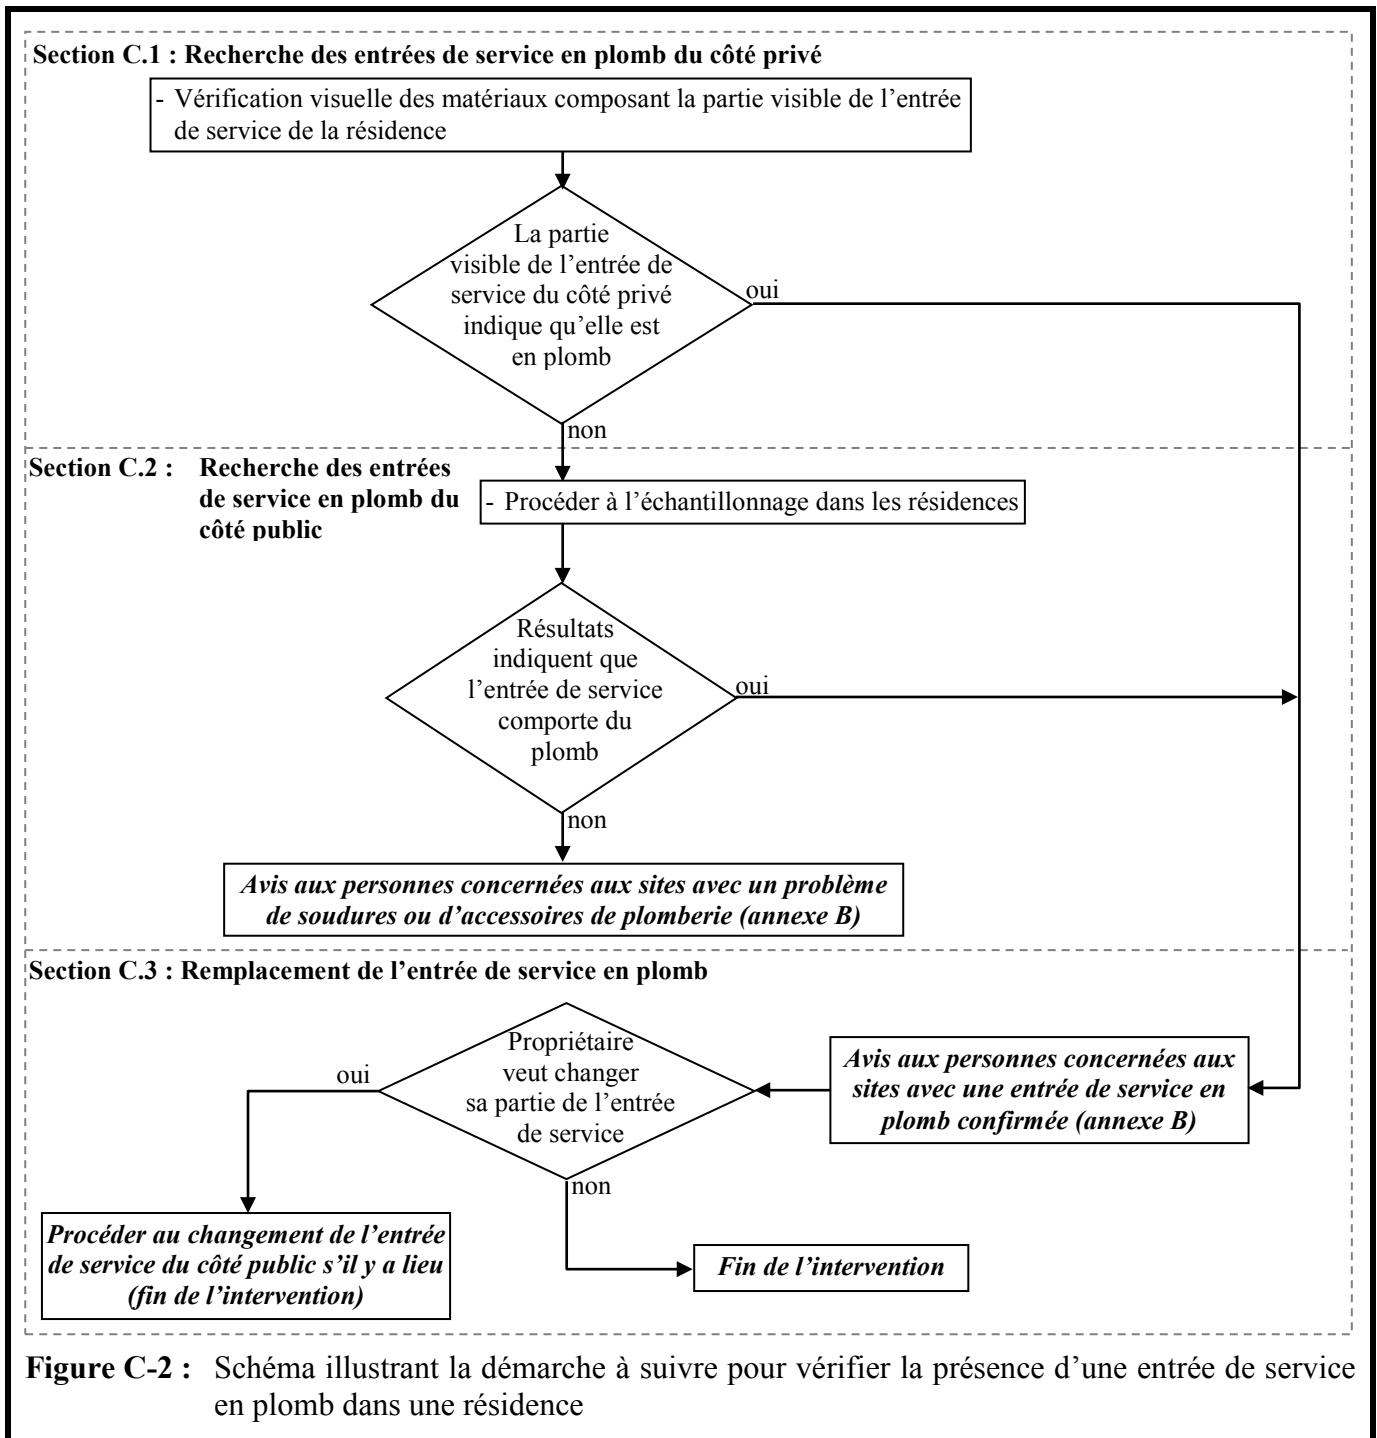 Section C.1 : Recherche des entrées de service en plomb du côté privé
- Vérification visuelle des matériaux composant la partie visible de l’entrée
de service de la résidence
La partie
visible de l’entrée de
service du côté privé
indique qu’elle est
en plomb
oui
non
Section C.2 : Recherche des entrées
de service en plomb du
côté public
- Procéder à l’échantillonnage dans les résidences
Résultats
indiquent que
l’entrée de service
comporte du
plomb
oui
non
Avis aux personnes concernées aux sites avec un problème
de soudures ou d’accessoires de plomberie (annexe B)
Section C.3 : Remplacement de l’entrée de service en plomb
Propriétaire
veut changer
sa partie de l’entrée
de service
oui
non
Avis aux personnes concernées aux
sites avec une entrée de service en
plomb confirmée (annexe B)
Procéder au changement de l’entrée
de service du côté public s’il y a lieu
(fin de l’intervention)
Fin de l’intervention
Figure C-2 : Schéma illustrant la démarche à suivre pour vérifier la présence d’une entrée de service
en plomb dans une résidence